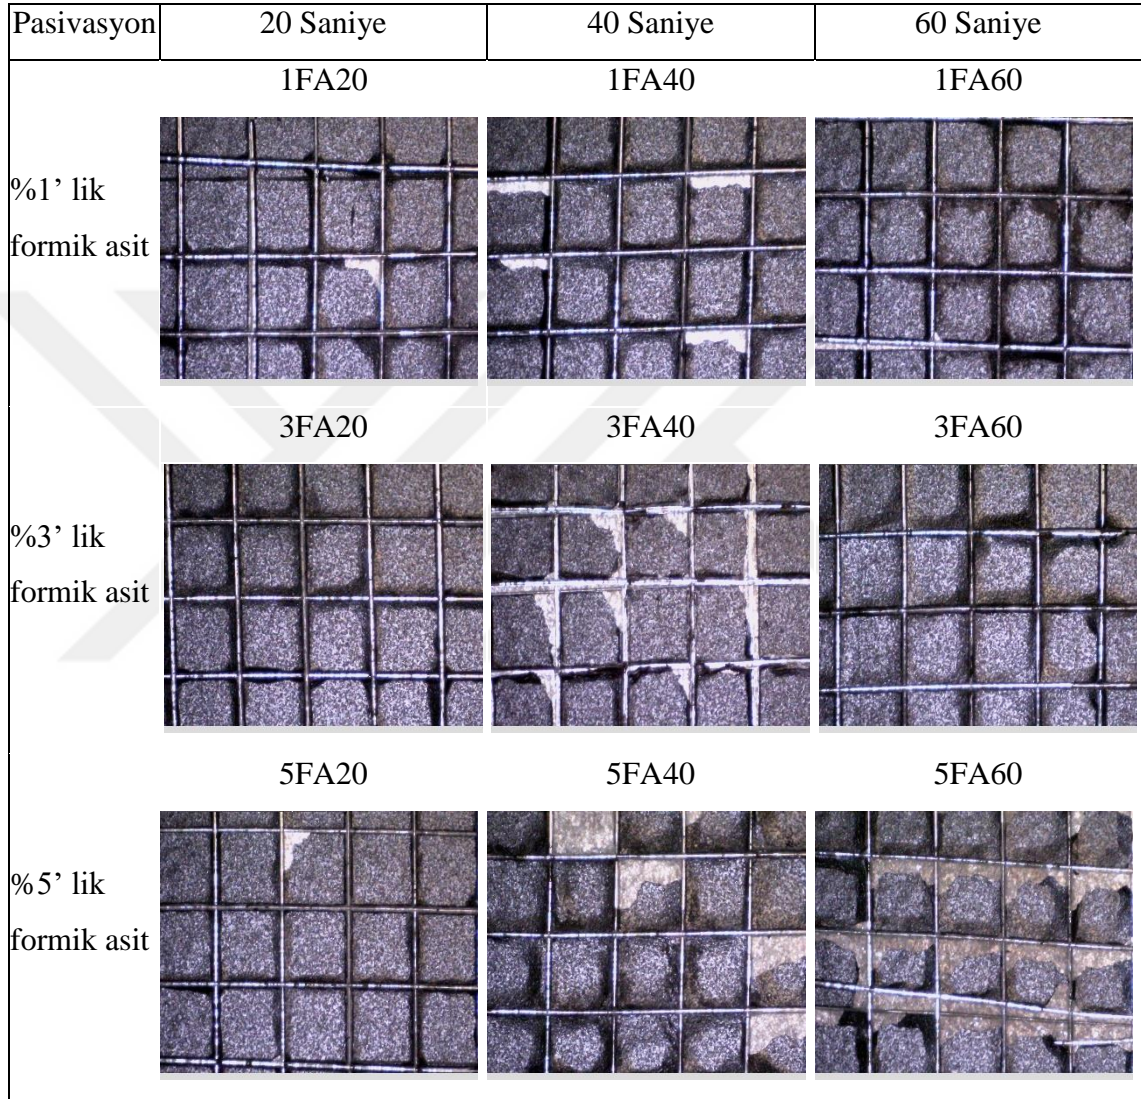 Pasivasyon 20 Saniye 40 Saniye 60 Saniye
1FA20 1FA40 1FA60
%1’ lik
formik asit
3FA20 3FA40 3FA60
%3’ lik
formik asit
5FA20 5FA40 5FA60
%5’ lik
formik asit